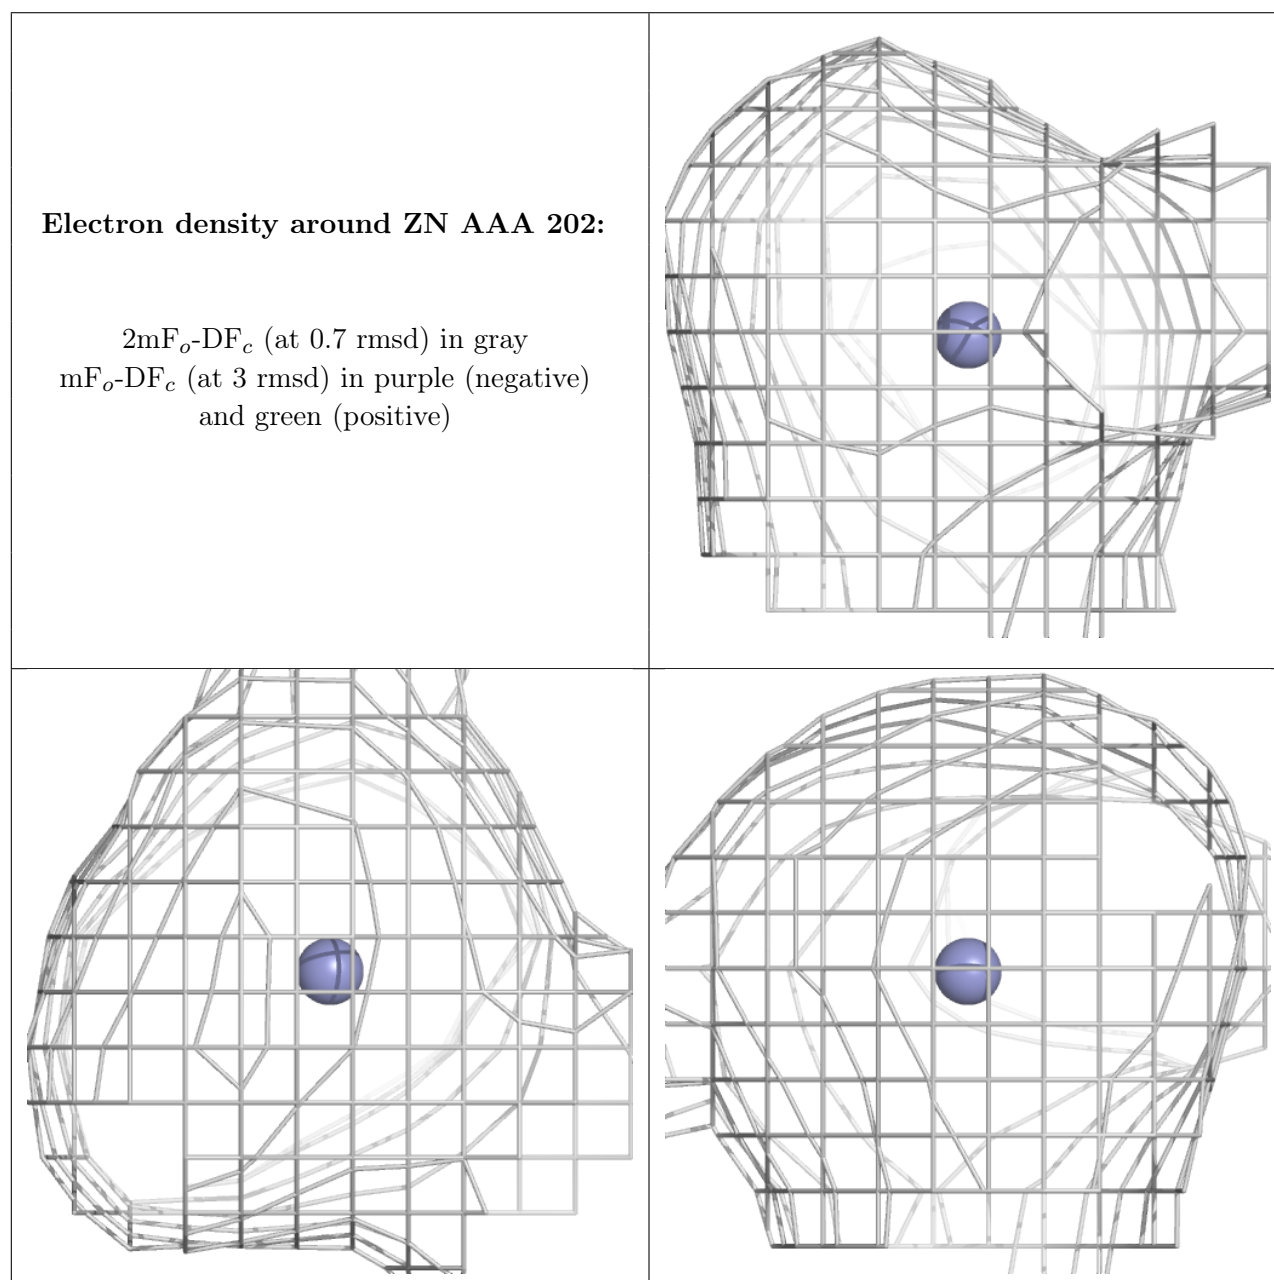 Electron density around ZN AAA 202:
2mFo-DFc (at 0.7 rmsd) in gray
mFo-DFc (at 3 rmsd) in purple (negative)
and green (positive)